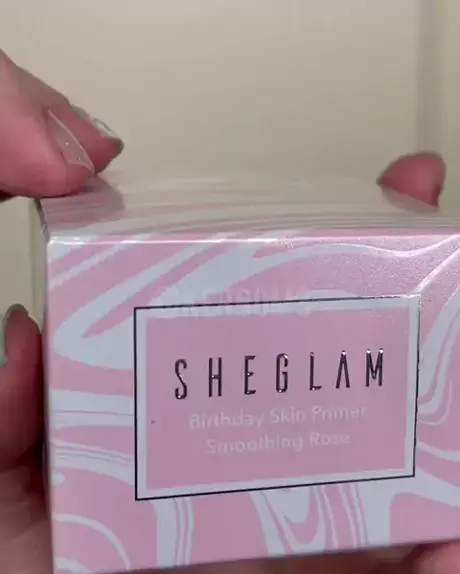 SHEGLAM
Birthday Skin Primer
Smoothing Rose